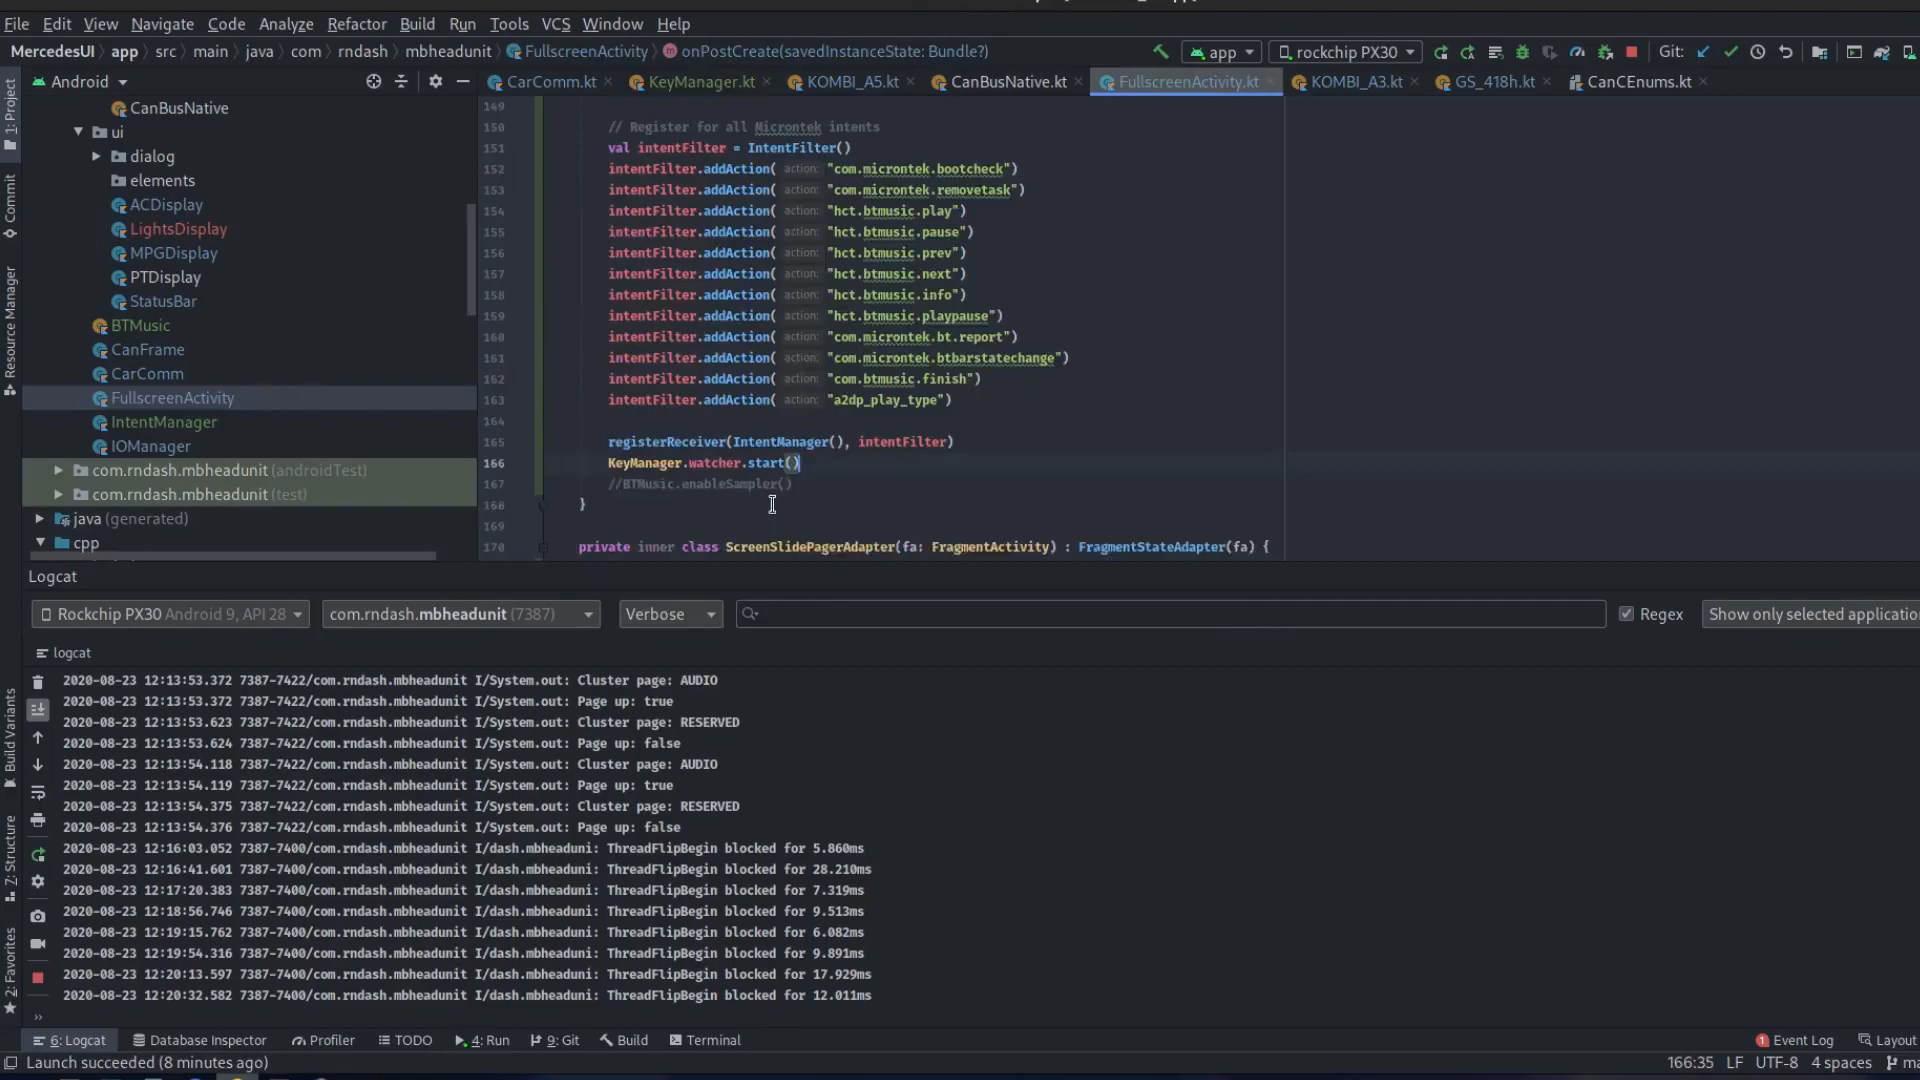 File Edit View Navigate Code Analyze Refactor Build Run Tools VCS Window Help
MercedesUI app src main java com rndash mbheadunit FullscreenActivity onPostCreate(savedInstanceState: Bundle?) app rockchip PX30 Git:
1: Project
Commit
Resource Manager
Build Variants
Z: Structure
2: Favorites
Android
CanBusNative
ui
dialog
elements
ACDisplay
LightsDisplay
MPGDisplay
PTDisplay
StatusBar
BTMusic
CanFrame
CarComm
FullscreenActivity
IntentManager
IOManager
com.rndash.mbheadunit (androidTest)
com.rndash.mbheadunit (test)
java (generated)
cpp
CarComm.kt KeyManager.kt KOMBI_A5.kt CanBusNative.kt FullscreenActivity.kt KOMBI_A3.kt GS_418h.kt CanCEnums.kt
149
150 // Register for all Microntek intents
151 val intentFilter = IntentFilter()
152 intentFilter.addAction( action: "com.microntek.bootcheck")
153 intentFilter.addAction( action: "com.microntek.removetask")
154 intentFilter.addAction( action: "hct.btmusic.play")
155 intentFilter.addAction( action: "hct.btmusic.pause")
156 intentFilter.addAction( action: "hct.btmusic.prev")
157 intentFilter.addAction( action: "hct.btmusic.next")
158 intentFilter.addAction( action: "hct.btmusic.info")
159 intentFilter.addAction( action: "hct.btmusic.playpause")
160 intentFilter.addAction( action: "com.microntek.bt.report")
161 intentFilter.addAction( action: "com.microntek.btbarstatechange")
162 intentFilter.addAction( action: "com.btmusic.finish")
163 intentFilter.addAction( action: "a2dp_play_type")
164
165 registerReceiver(IntentManager(), intentFilter)
166 KeyManager.watcher.start()
167 //BTMusic.enableSampler()
168 }
169
170 private inner class ScreenSlidePagerAdapter(fa: FragmentActivity) : FragmentStateAdapter(fa) {
Logcat
Rockchip PX30 Android 9, API 28 com.rndash.mbheadunit (7387) Verbose Regex Show only selected applicatio
logcat
2020-08-23 12:13:53.372 7387-7422/com.rndash.mbheadunit I/System.out: Cluster page: AUDIO
2020-08-23 12:13:53.372 7387-7422/com.rndash.mbheadunit I/System.out: Page up: true
2020-08-23 12:13:53.623 7387-7422/com.rndash.mbheadunit I/System.out: Cluster page: RESERVED
2020-08-23 12:13:53.624 7387-7422/com.rndash.mbheadunit I/System.out: Page up: false
2020-08-23 12:13:54.118 7387-7422/com.rndash.mbheadunit I/System.out: Cluster page: AUDIO
2020-08-23 12:13:54.119 7387-7422/com.rndash.mbheadunit I/System.out: Page up: true
2020-08-23 12:13:54.375 7387-7422/com.rndash.mbheadunit I/System.out: Cluster page: RESERVED
2020-08-23 12:13:54.376 7387-7422/com.rndash.mbheadunit I/System.out: Page up: false
2020-08-23 12:16:03.052 7387-7400/com.rndash.mbheadunit I/dash.mbheaduni: ThreadFlipBegin blocked for 5.860ms
2020-08-23 12:16:41.601 7387-7400/com.rndash.mbheadunit I/dash.mbheaduni: ThreadFlipBegin blocked for 28.210ms
2020-08-23 12:17:20.383 7387-7400/com.rndash.mbheadunit I/dash.mbheaduni: ThreadFlipBegin blocked for 7.319ms
2020-08-23 12:18:56.746 7387-7400/com.rndash.mbheadunit I/dash.mbheaduni: ThreadFlipBegin blocked for 9.513ms
2020-08-23 12:19:15.762 7387-7400/com.rndash.mbheadunit I/dash.mbheaduni: ThreadFlipBegin blocked for 6.082ms
2020-08-23 12:19:54.316 7387-7400/com.rndash.mbheadunit I/dash.mbheaduni: ThreadFlipBegin blocked for 9.891ms
2020-08-23 12:20:13.597 7387-7400/com.rndash.mbheadunit I/dash.mbheaduni: ThreadFlipBegin blocked for 17.929ms
2020-08-23 12:20:32.582 7387-7400/com.rndash.mbheadunit I/dash.mbheaduni: ThreadFlipBegin blocked for 12.011ms
6: Logcat Database Inspector Profiler TODO 4: Run 9: Git Build Terminal 1 Event Log Layout
Launch succeeded (8 minutes ago) 166:35 LF UTF-8 4 spaces ma